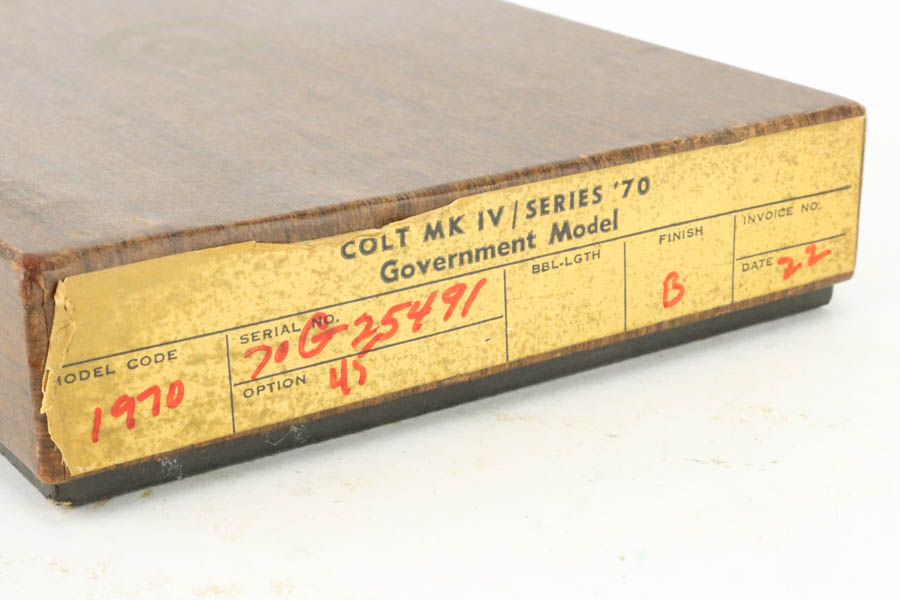 COLT MK IV/SERIES '70
Government Model
MODEL CODE
1970
SERIAL NO.
70G25491
OPTION 45
BBL-LGTH
FINISH
B
INVOICE NO.
DATE 22